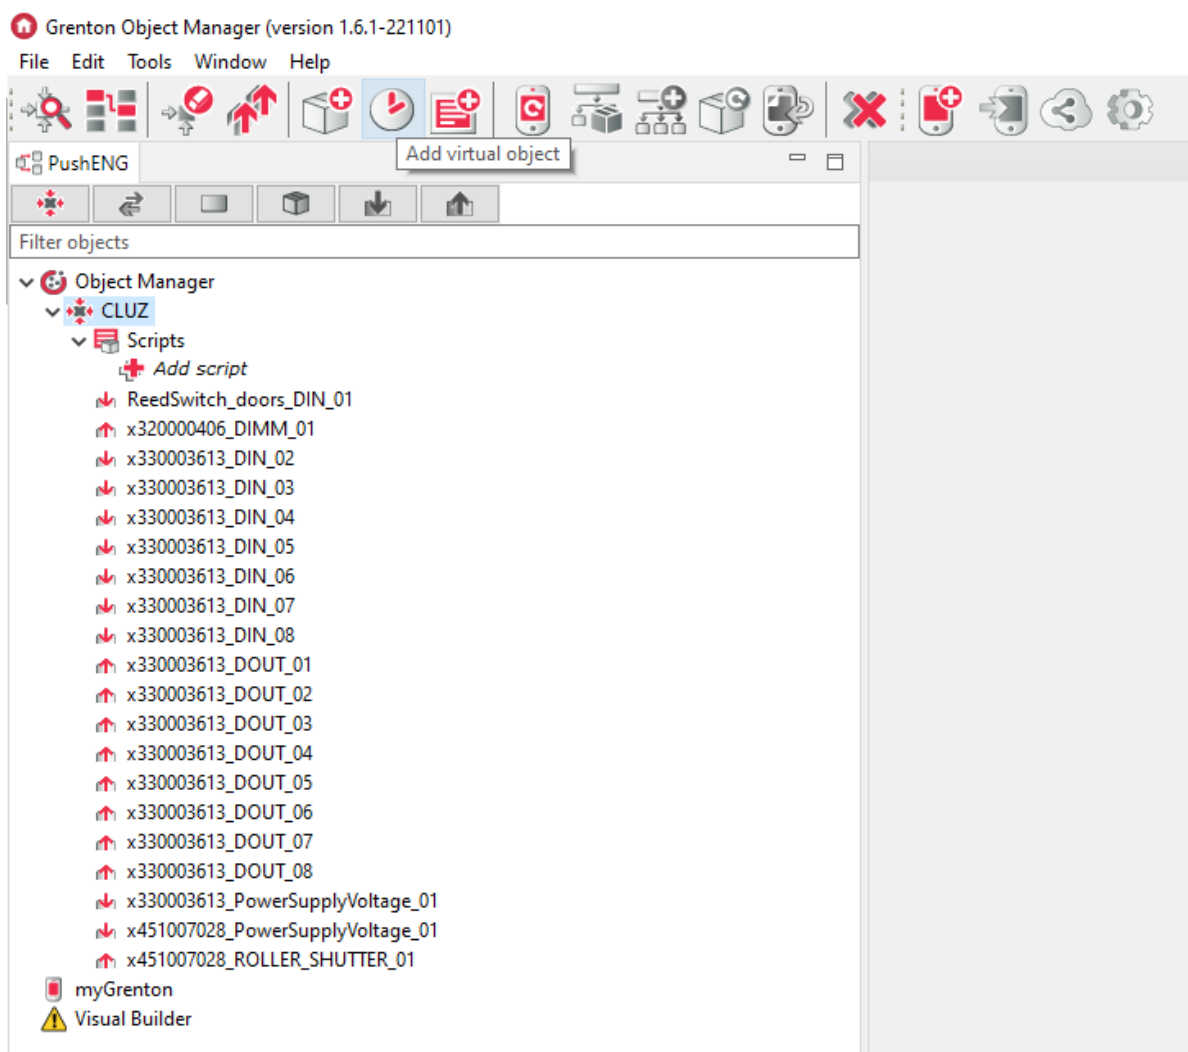 Grenton Object Manager (version 1.6.1-221101)
File Edit Tools Window Help
Add virtual object
PushENG
Filter objects
Object Manager
CLUZ
Scripts
Add script
ReedSwitch_doors_DIN_01
x320000406_DIMM_01
x330003613_DIN_02
x330003613_DIN_03
x330003613_DIN_04
x330003613_DIN_05
x330003613_DIN_06
x330003613_DIN_07
x330003613_DIN_08
x330003613_DOUT_01
x330003613_DOUT_02
x330003613_DOUT_03
x330003613_DOUT_04
x330003613_DOUT_05
x330003613_DOUT_06
x330003613_DOUT_07
x330003613_DOUT_08
x330003613_PowerSupplyVoltage_01
x451007028_PowerSupplyVoltage_01
x451007028_ROLLER_SHUTTER_01
myGrenton
Visual Builder